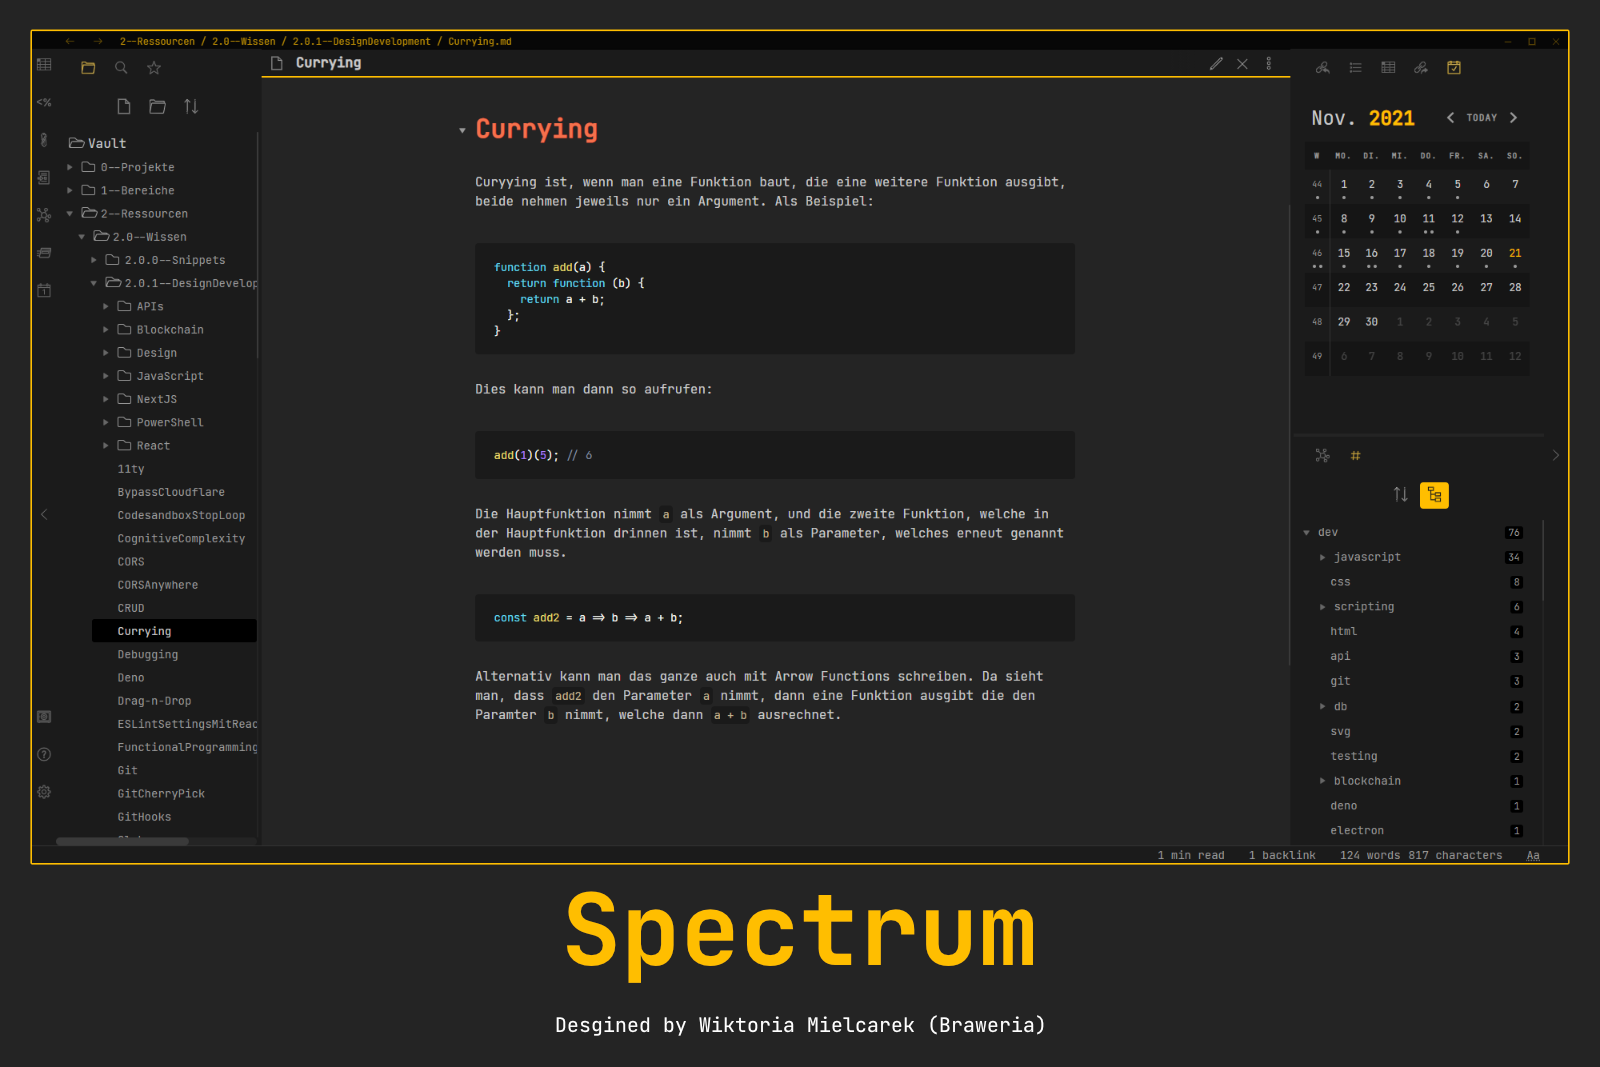 2--Ressourcen / 2.0--Wissen / 2.0.1--DesignDevelopment / Currying.md
<%
Vault
0--Projekte
1--Bereiche
2--Ressourcen
2.0--Wissen
2.0.0--Snippets
2.0.1--DesignDevelop
APIs
Blockchain
Design
JavaScript
NextJS
PowerShell
React
11ty
BypassCloudflare
CodesandboxStopLoop
CognitiveComplexity
CORS
CORSAnywhere
CRUD
Currying
Debugging
Deno
Drag-n-Drop
ESLintSettingsMitReac
FunctionalProgramming
Git
GitCherryPick
GitHooks
Currying
Currying
Curyying ist, wenn man eine Funktion baut, die eine weitere Funktion ausgibt,
beide nehmen jeweils nur ein Argument. Als Beispiel:
function add(a) {
return function (b) {
return a + b;
};
}
Dies kann man dann so aufrufen:
add(1)(5); // 6
Die Hauptfunktion nimmt a als Argument, und die zweite Funktion, welche in
der Hauptfunktion drinnen ist, nimmt b als Parameter, welches erneut genannt
werden muss.
const add2 = a => b => a + b;
Alternativ kann man das ganze auch mit Arrow Functions schreiben. Da sieht
man, dass add2 den Parameter a nimmt, dann eine Funktion ausgibt die den
Paramter b nimmt, welche dann a + b ausrechnet.
Nov. 2021 TODAY
W MO. DI. MI. DO. FR. SA. SO.
44 1 2 3 4 5 6 7
45 8 9 10 11 12 13 14
46 15 16 17 18 19 20 21
47 22 23 24 25 26 27 28
48 29 30 1 2 3 4 5
49 6 7 8 9 10 11 12
#
dev 76
javascript 34
css 8
scripting 6
html 4
api 3
git 3
db 2
svg 2
testing 2
blockchain 1
deno 1
electron 1
1 min read 1 backlink 124 words 817 characters Aa
Spectrum
Desgined by Wiktoria Mielcarek (Braweria)